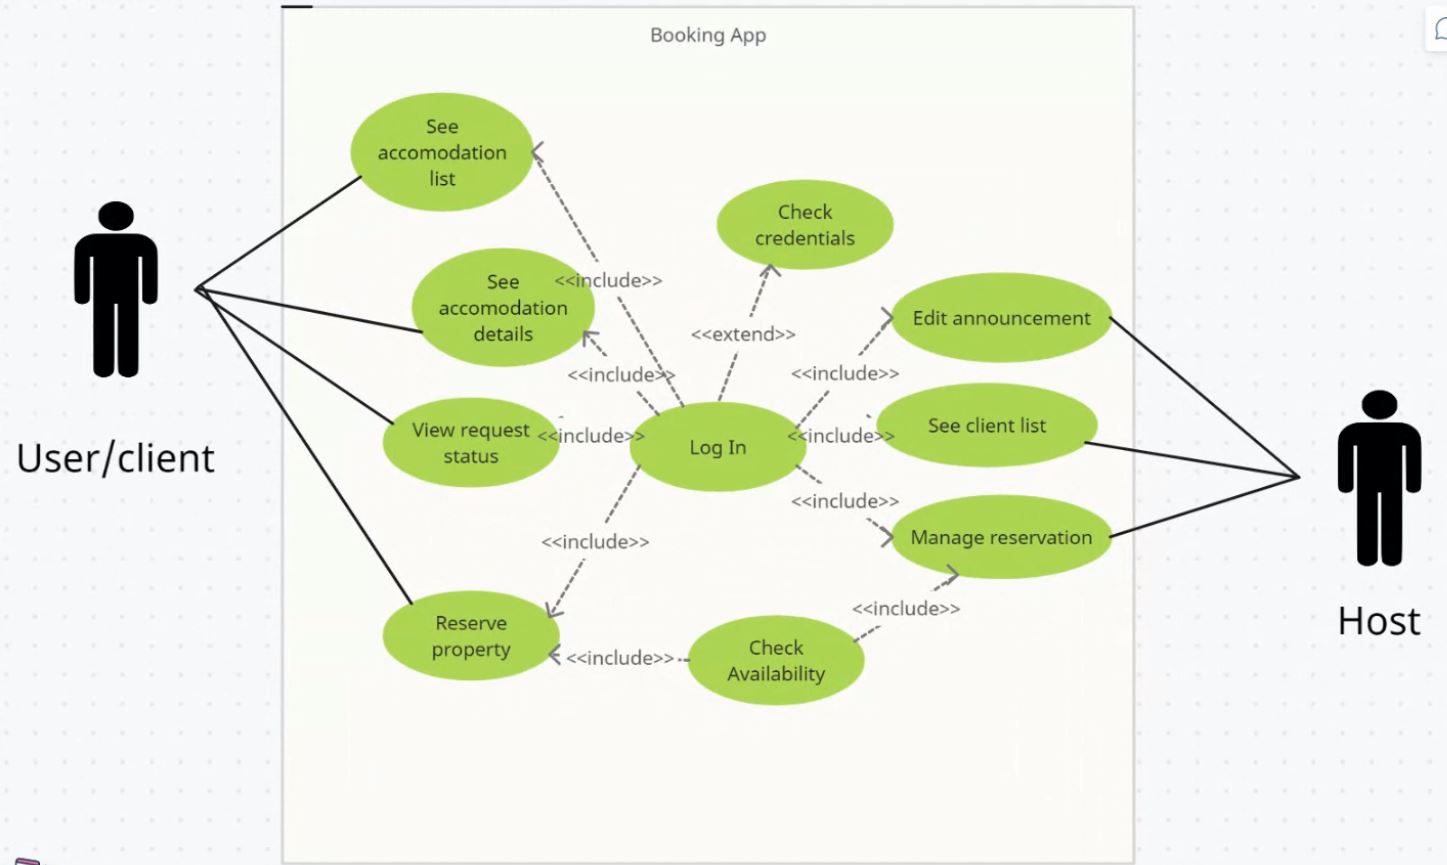 Booking App
See
accomodation
list
Check
credentials
<<include>>
See
accomodation
details
<<extend>>
Edit announcement
<<include>>
<<include>>
View request
status
<<include>>
Log In
<<include>>
See client list
User/client
<<include>>
Manage reservation
<<include>>
<<include>>
Reserve
property
<<include>>
Check
Availability
Host